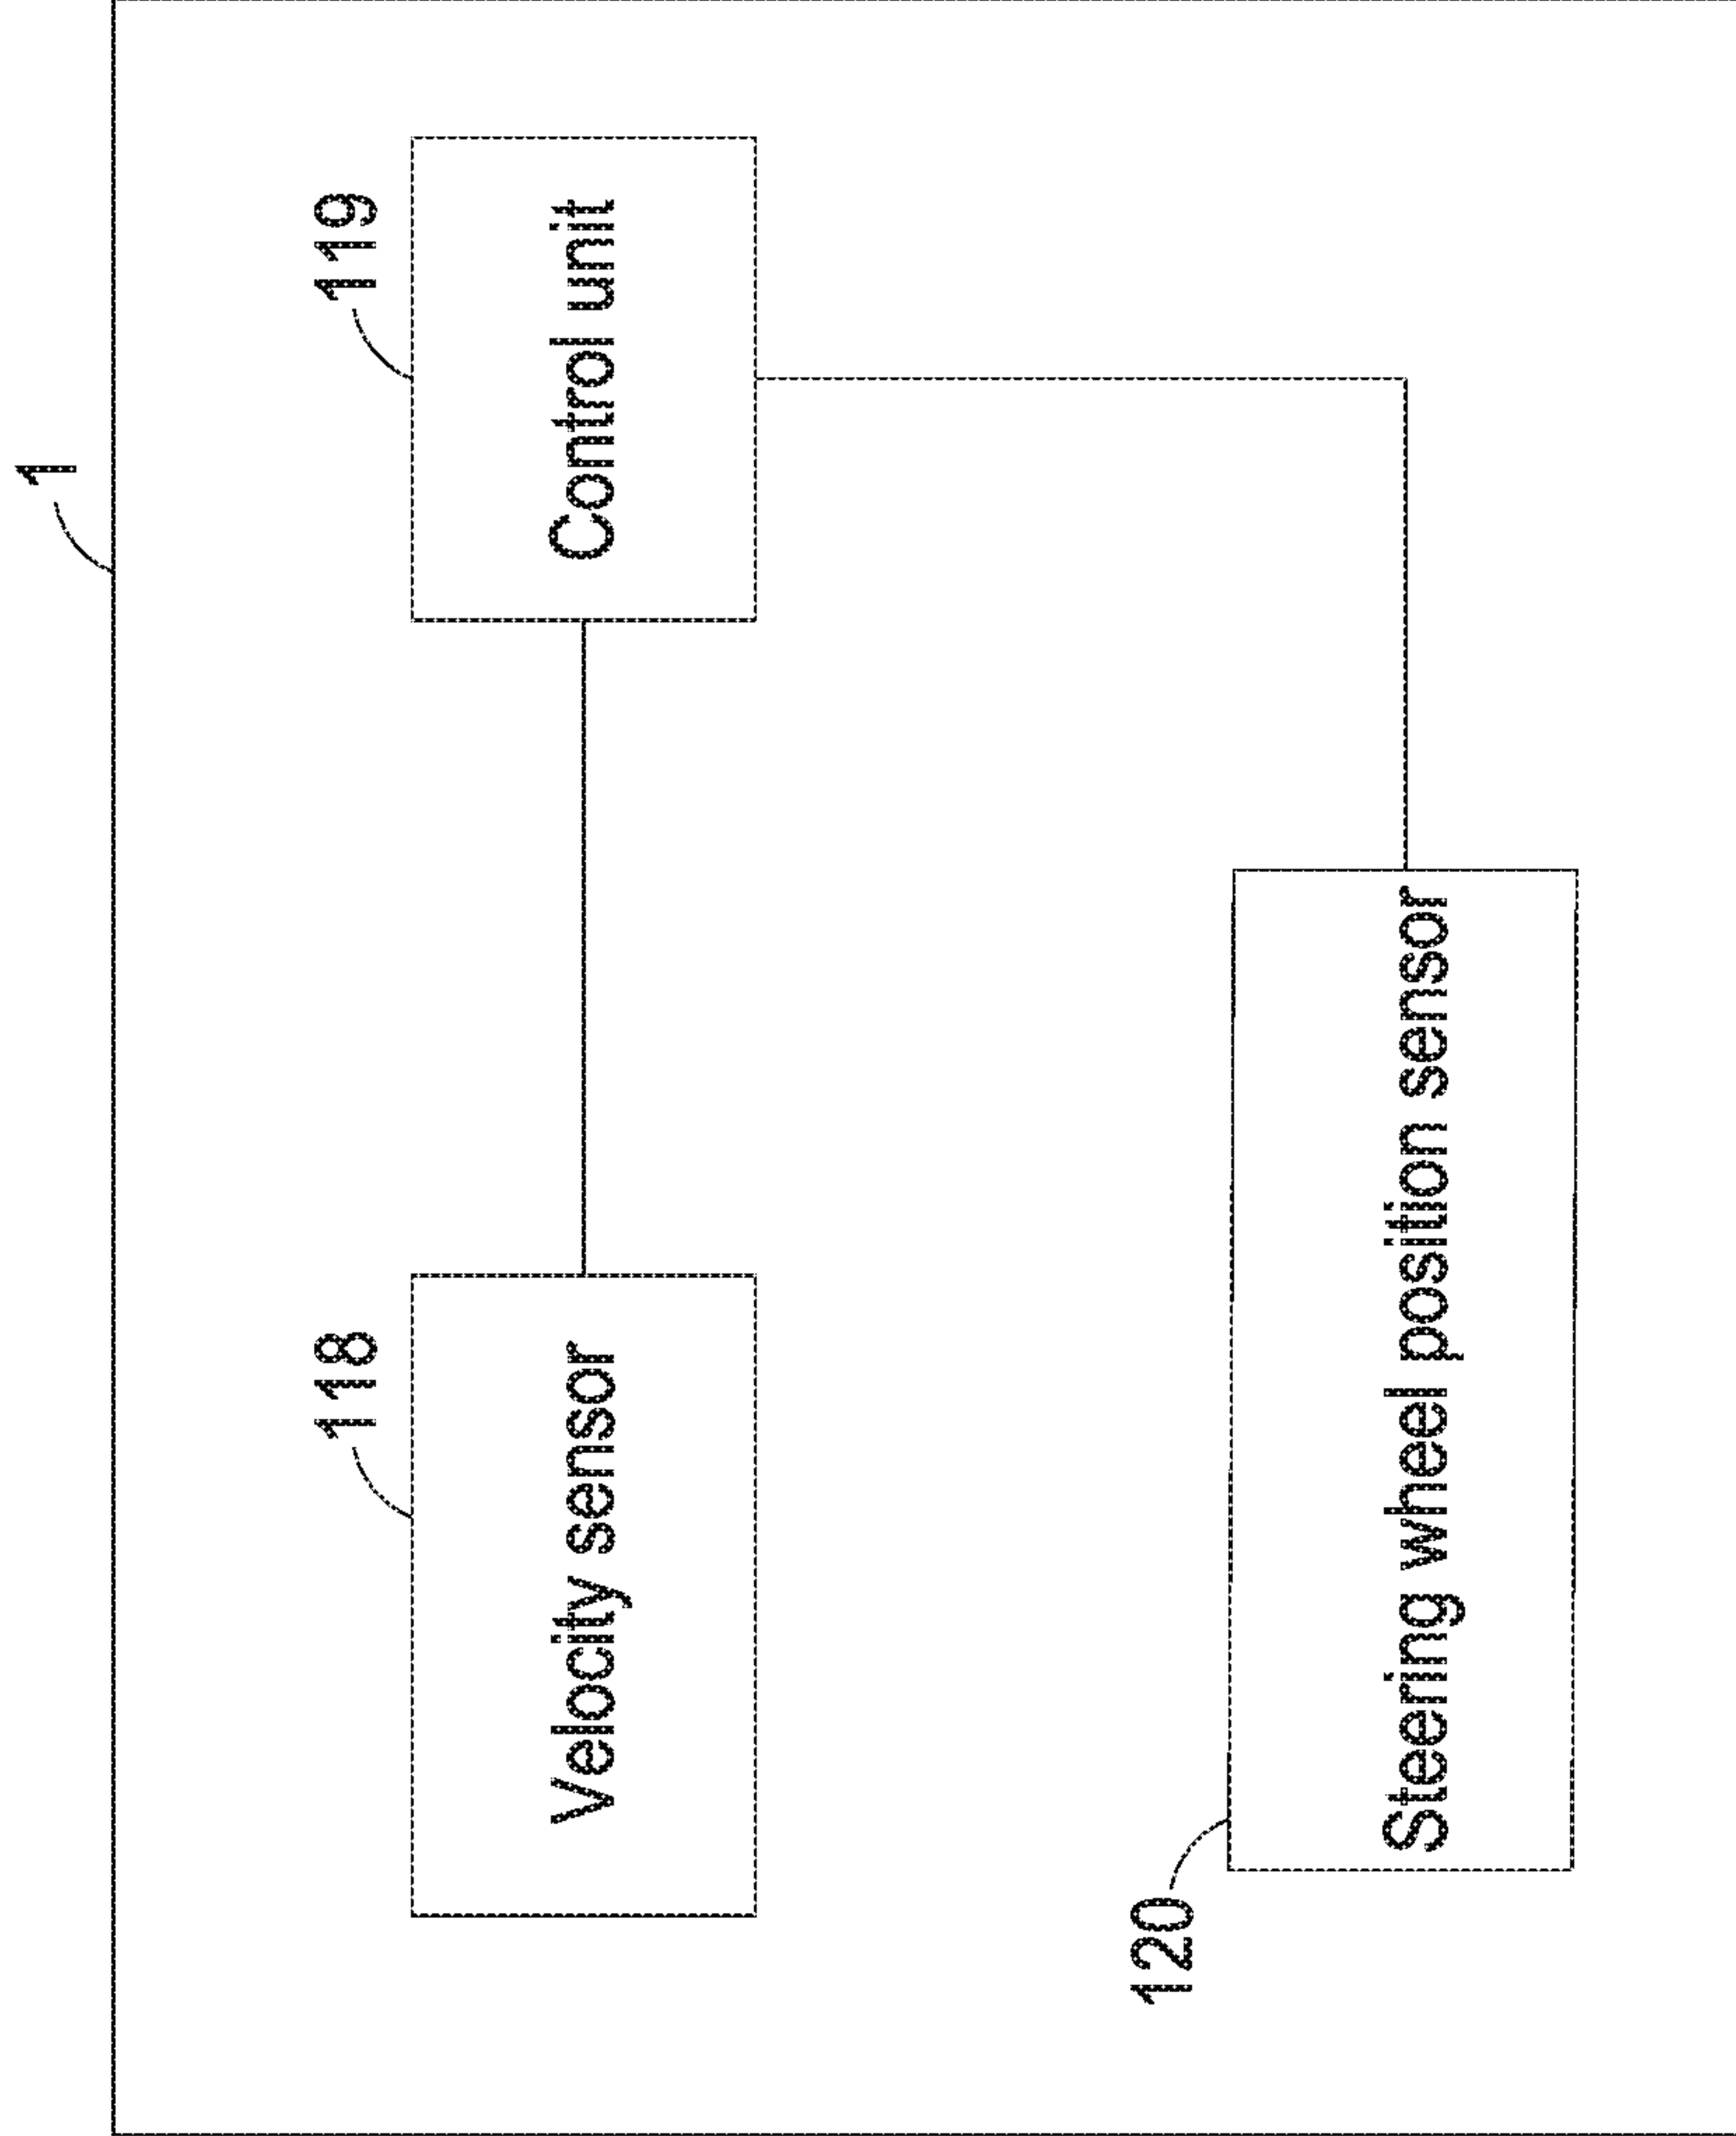 1
118
119
Velocity sensor
Control unit
120
Steering wheel position sensor